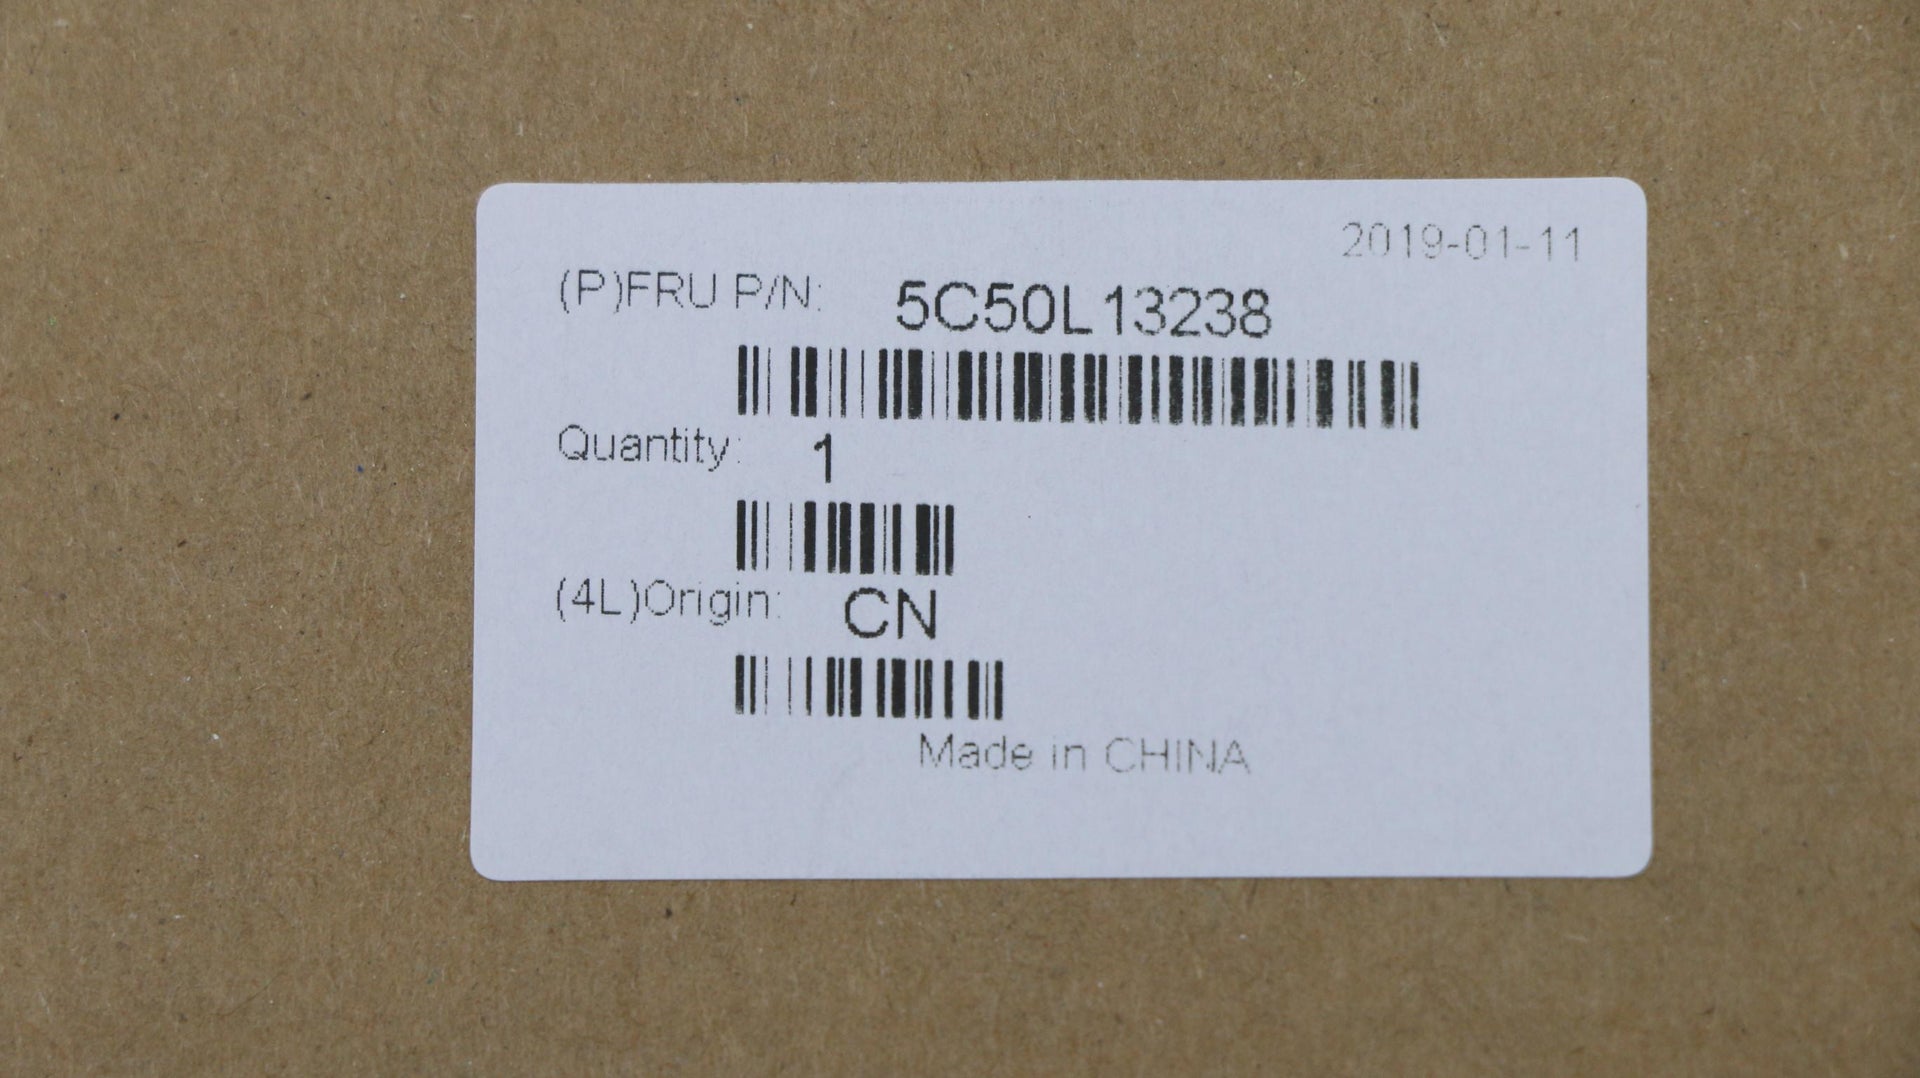 2019-01-11
(P)FRU P/N: 5C50L13238
Quantity: 1
(4L)Origin: CN
Made in CHINA